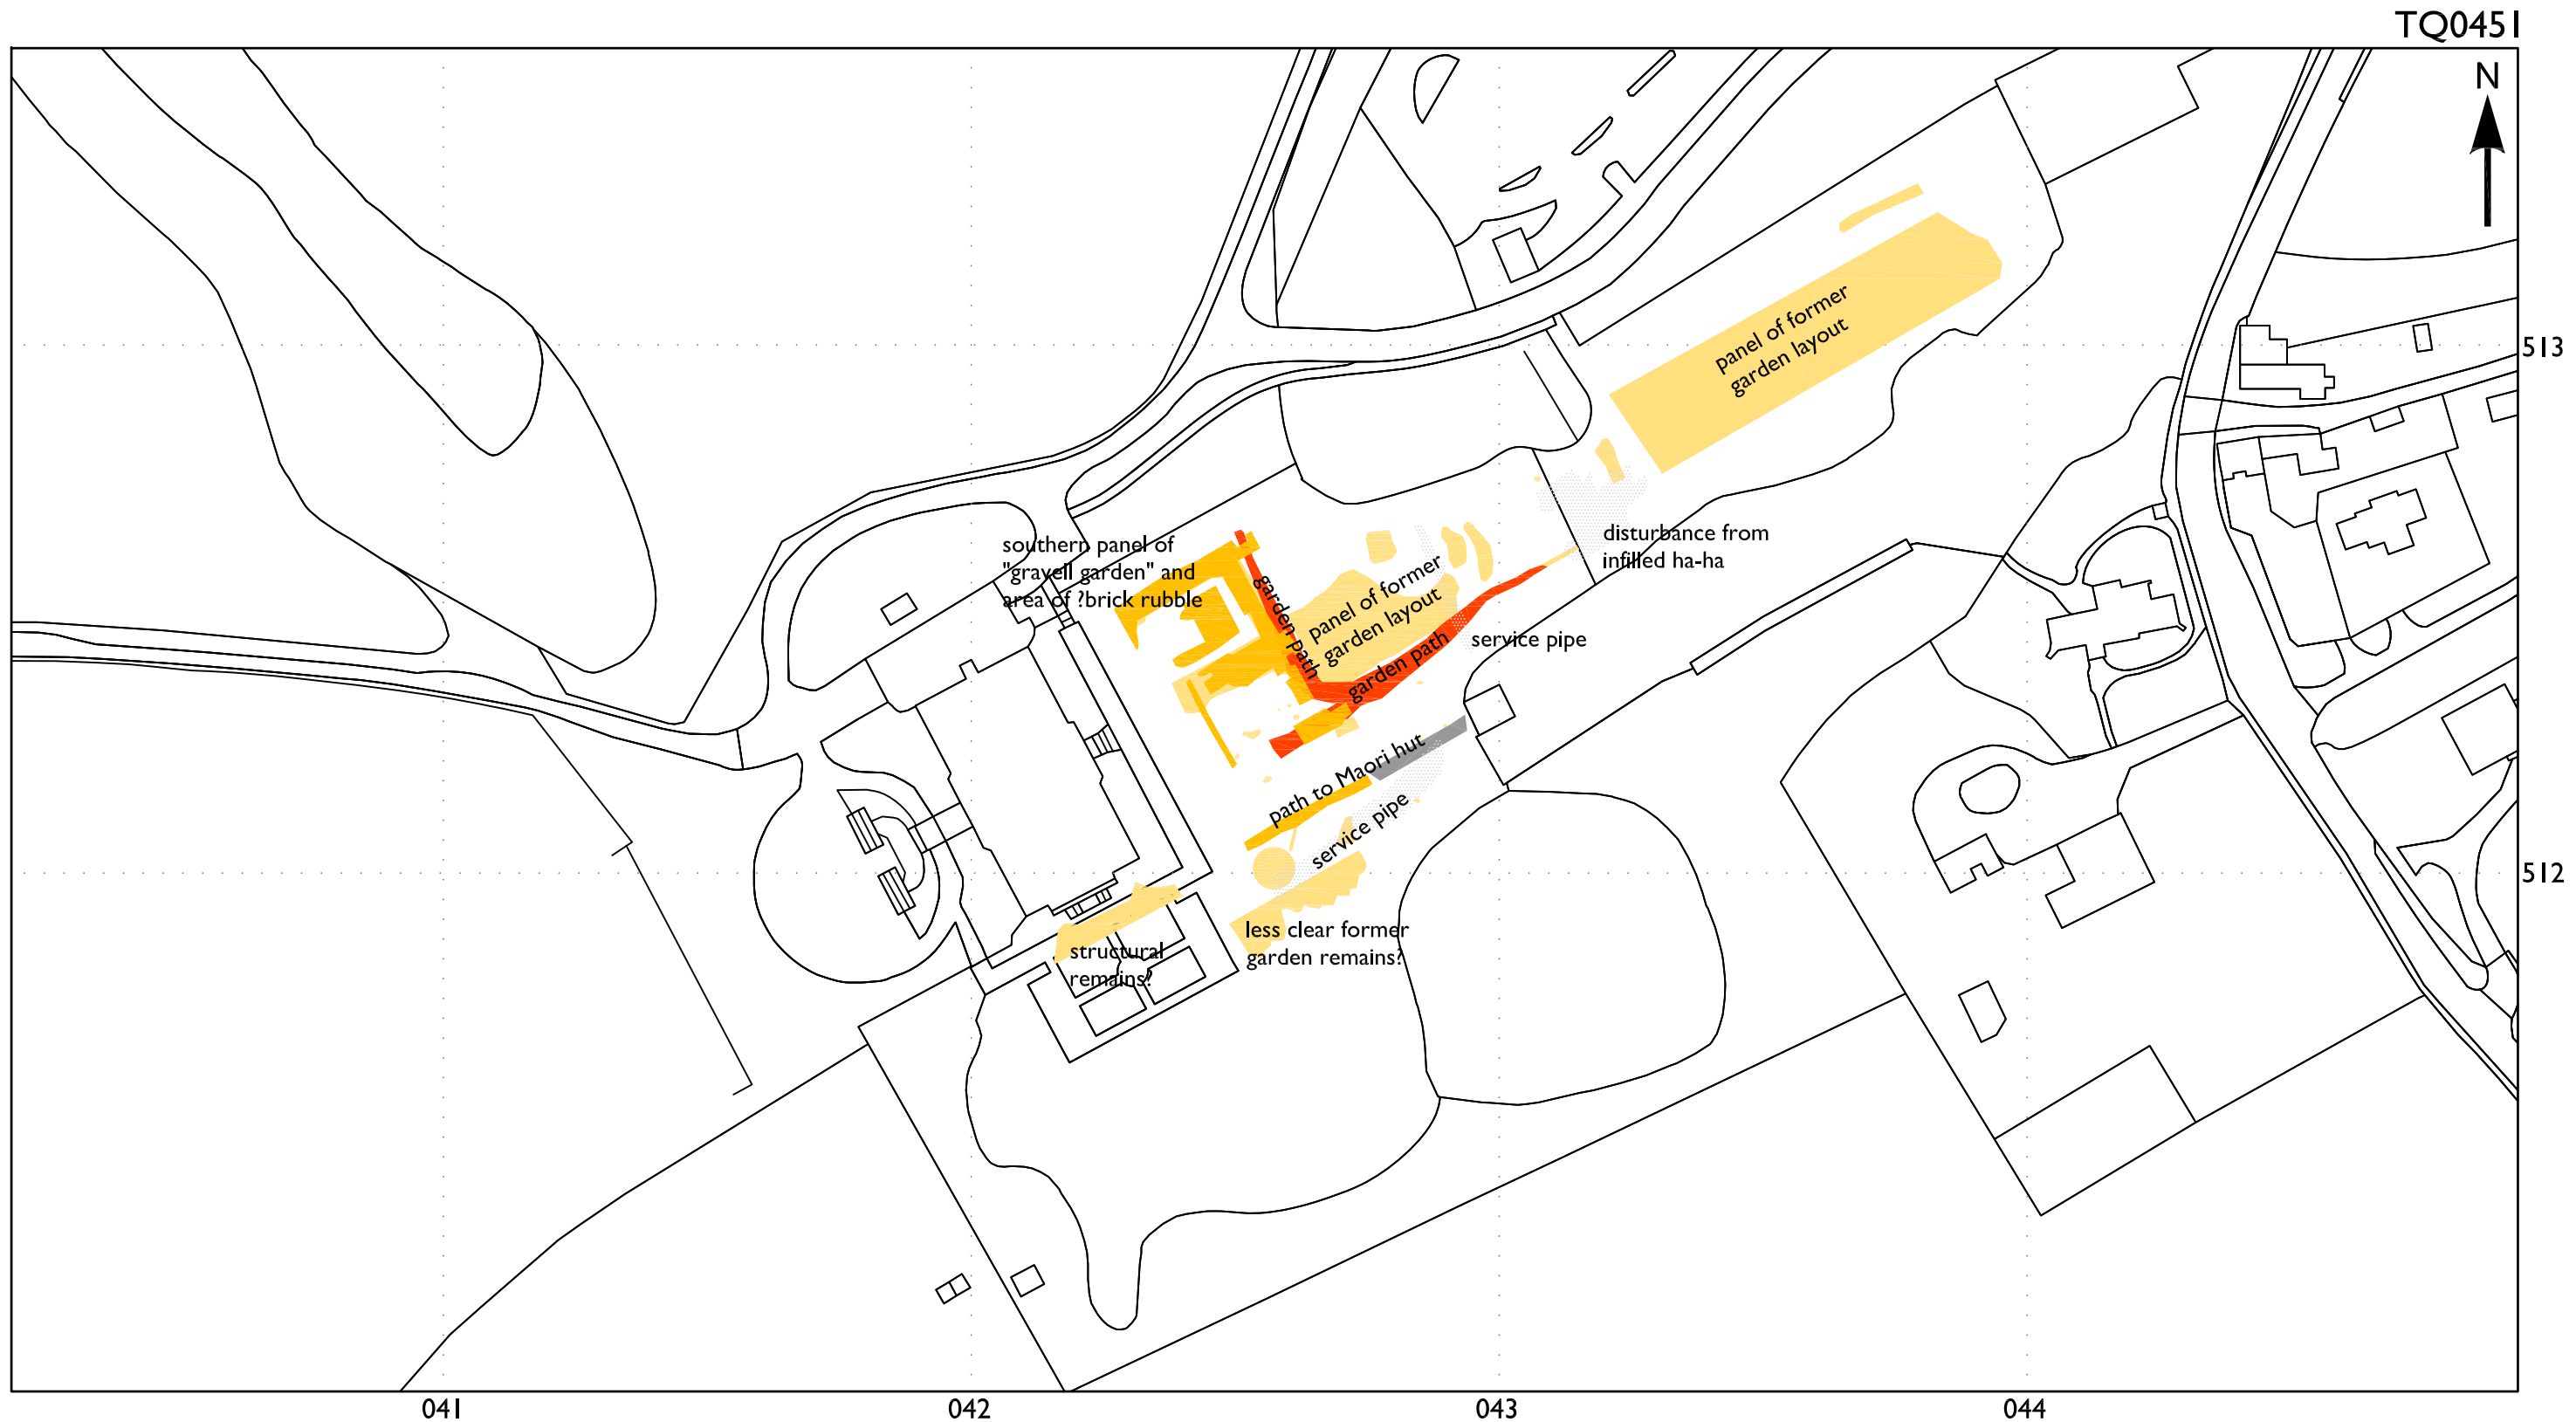 TQ0451
N
513
panel of former
garden layout
disturbance from
infilled ha-ha
southern panel of
"gravell garden" and
area of ?brick rubble
garden path
panel of former
garden layout
garden path
service pipe
path to Maori hut
service pipe
512
less clear former
garden remains?
structural
remains?
041
042
043
044